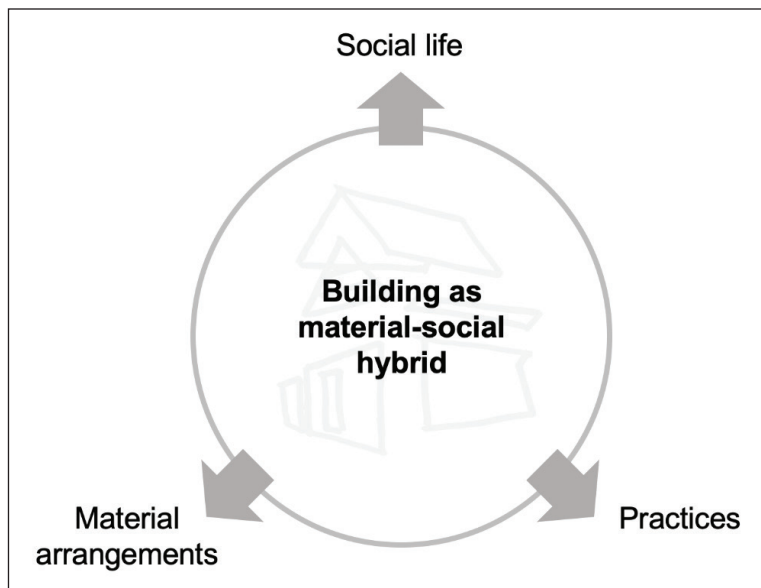 Social life
Building as
material-social
hybrid
Material
arrangements
Practices